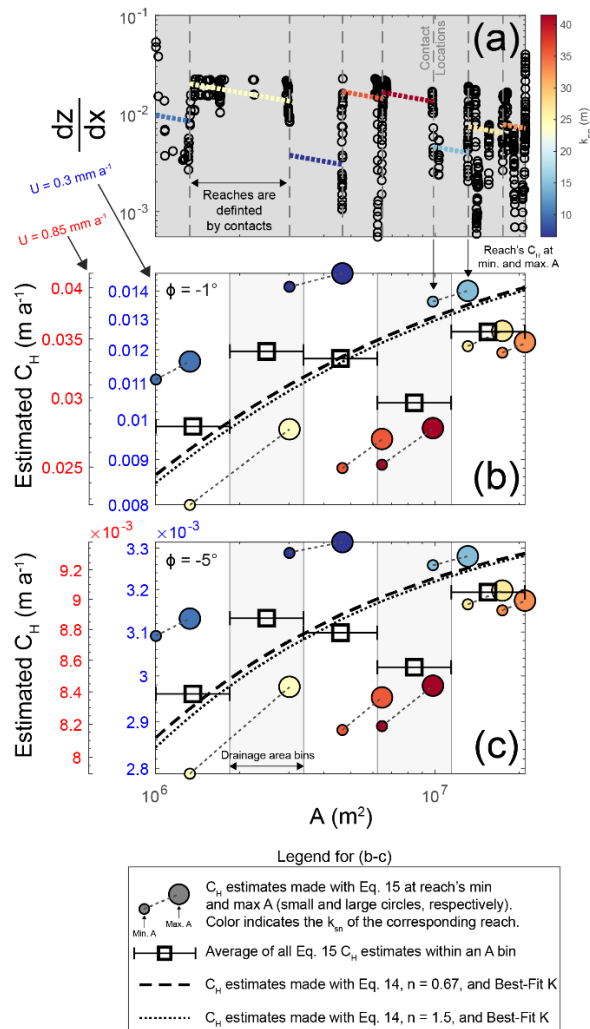 (a)
dz
dx
10^-2
10^-3
Contact
Locations
40
35
30
25
20
15
10
k_sn (m)
Reaches are
definted
by contacts
U = 0.3 mm a^-1
U = 0.85 mm a^-1
Reach's C_H at
min. and max. A
ϕ = -1°
(b)
Estimated C_H (m a^-1)
0.04
0.035
0.03
0.025
0.014
0.013
0.012
0.011
0.01
0.009
0.008
× 10^-3
× 10^-3
ϕ = -5°
(c)
Estimated C_H (m a^-1)
9
8.8
8.6
8.4
8.2
8
3.3
3.2
3.1
3
2.9
2.8
Drainage area bins
10^6
10^7
A (m^2)
Legend for (b-c)
Min. A
Max. A
C_H estimates made with Eq. 15 at reach's min
and max A (small and large circles, respectively).
Color indicates the k_sn of the corresponding reach.
Average of all Eq. 15 C_H estimates within an A bin
C_H estimates made with Eq. 14, n = 0.67, and Best-Fit K
C_H estimates made with Eq. 14, n = 1.5, and Best-Fit K